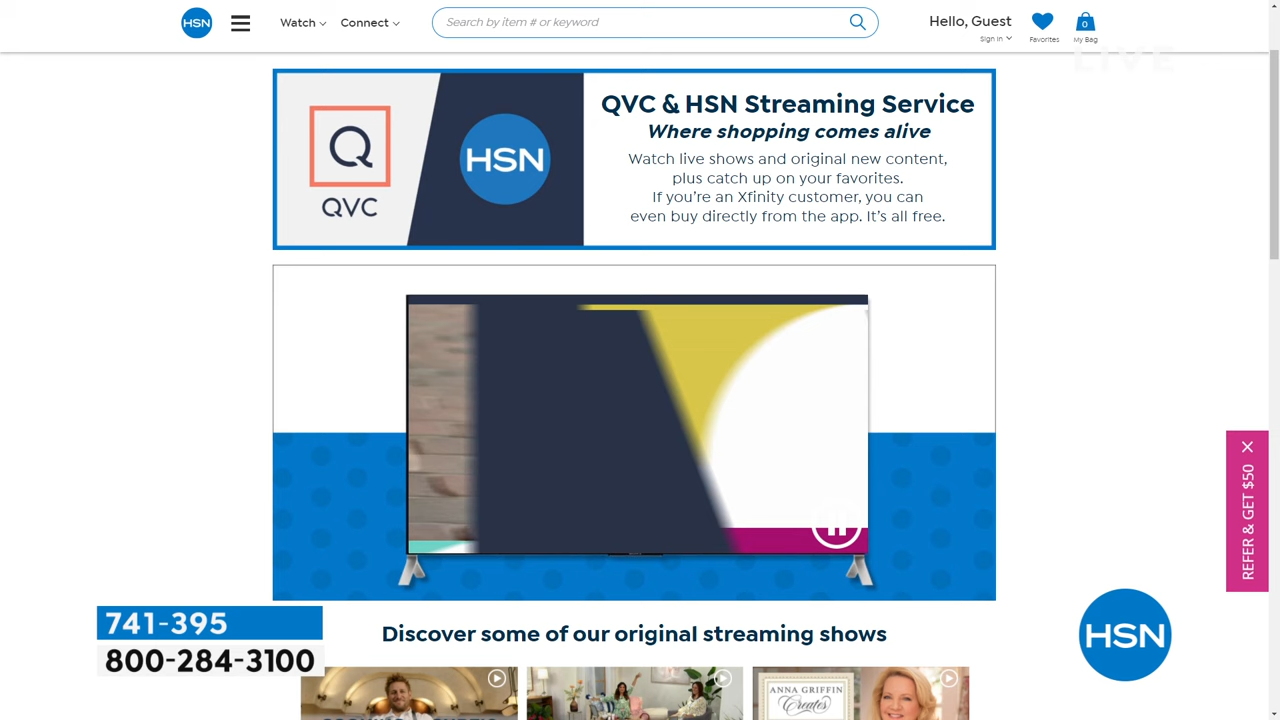 HSN
Watch
Connect
Search by item # or keyword
Hello, Guest
Sign In
Favorites
0
My Bag
LIVE
QVC & HSN Streaming Service
Where shopping comes alive
Watch live shows and original new content,
plus catch up on your favorites.
If you're an Xfinity customer, you can
even buy directly from the app. It's all free.
Q
QVC
HSN
REFER & GET $50
741-395
800-284-3100
HSN
Discover some of our original streaming shows
ANNA GRIFFIN
Creates